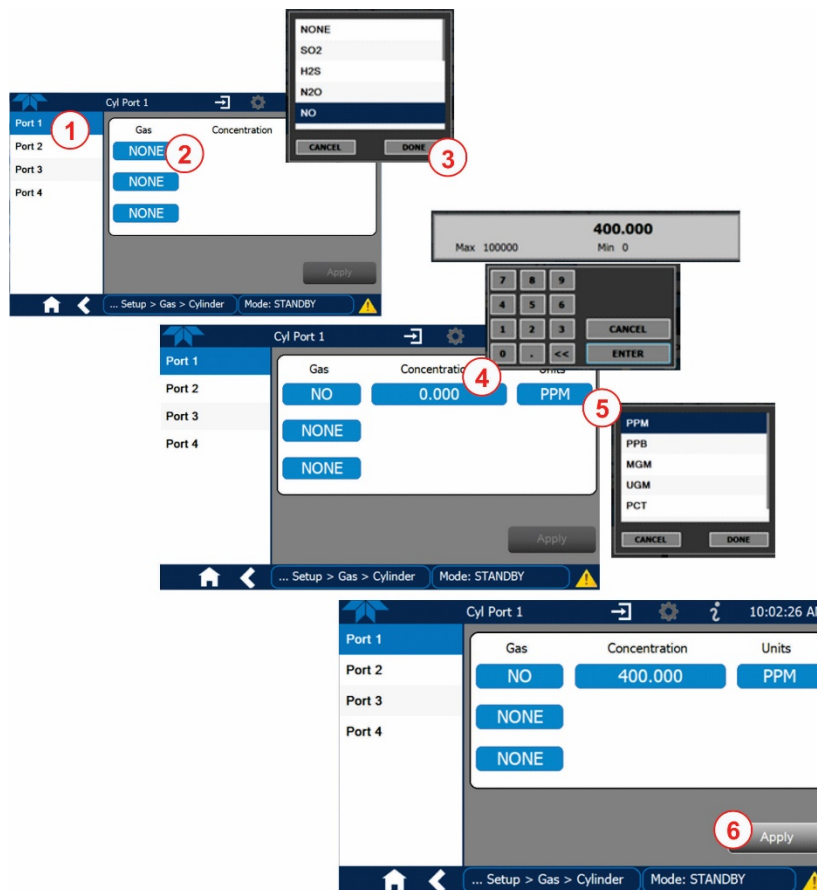 NONE
SO2
H2S
N2O
NO
CANCEL DONE
3
Cyl Port 1
Port 1
1
Port 2
Port 3
Port 4
Gas Concentration
NONE
2
NONE
NONE
Apply
... Setup > Gas > Cylinder Mode: STANDBY
400.000
Max 100000 Min 0
7 8 9
4 5 6
1 2 3 CANCEL
0 . << ENTER
Cyl Port 1
Port 1
Port 2
Port 3
Port 4
Gas Concentration Units
4
NO 0.000 PPM
5
NONE
NONE
Apply
... Setup > Gas > Cylinder Mode: STANDBY
PPM
PPB
MGM
UGM
PCT
CANCEL DONE
Cyl Port 1 i 10:02:26 AM
Port 1
Port 2
Port 3
Port 4
Gas Concentration Units
NO 400.000 PPM
NONE
NONE
6
Apply
... Setup > Gas > Cylinder Mode: STANDBY